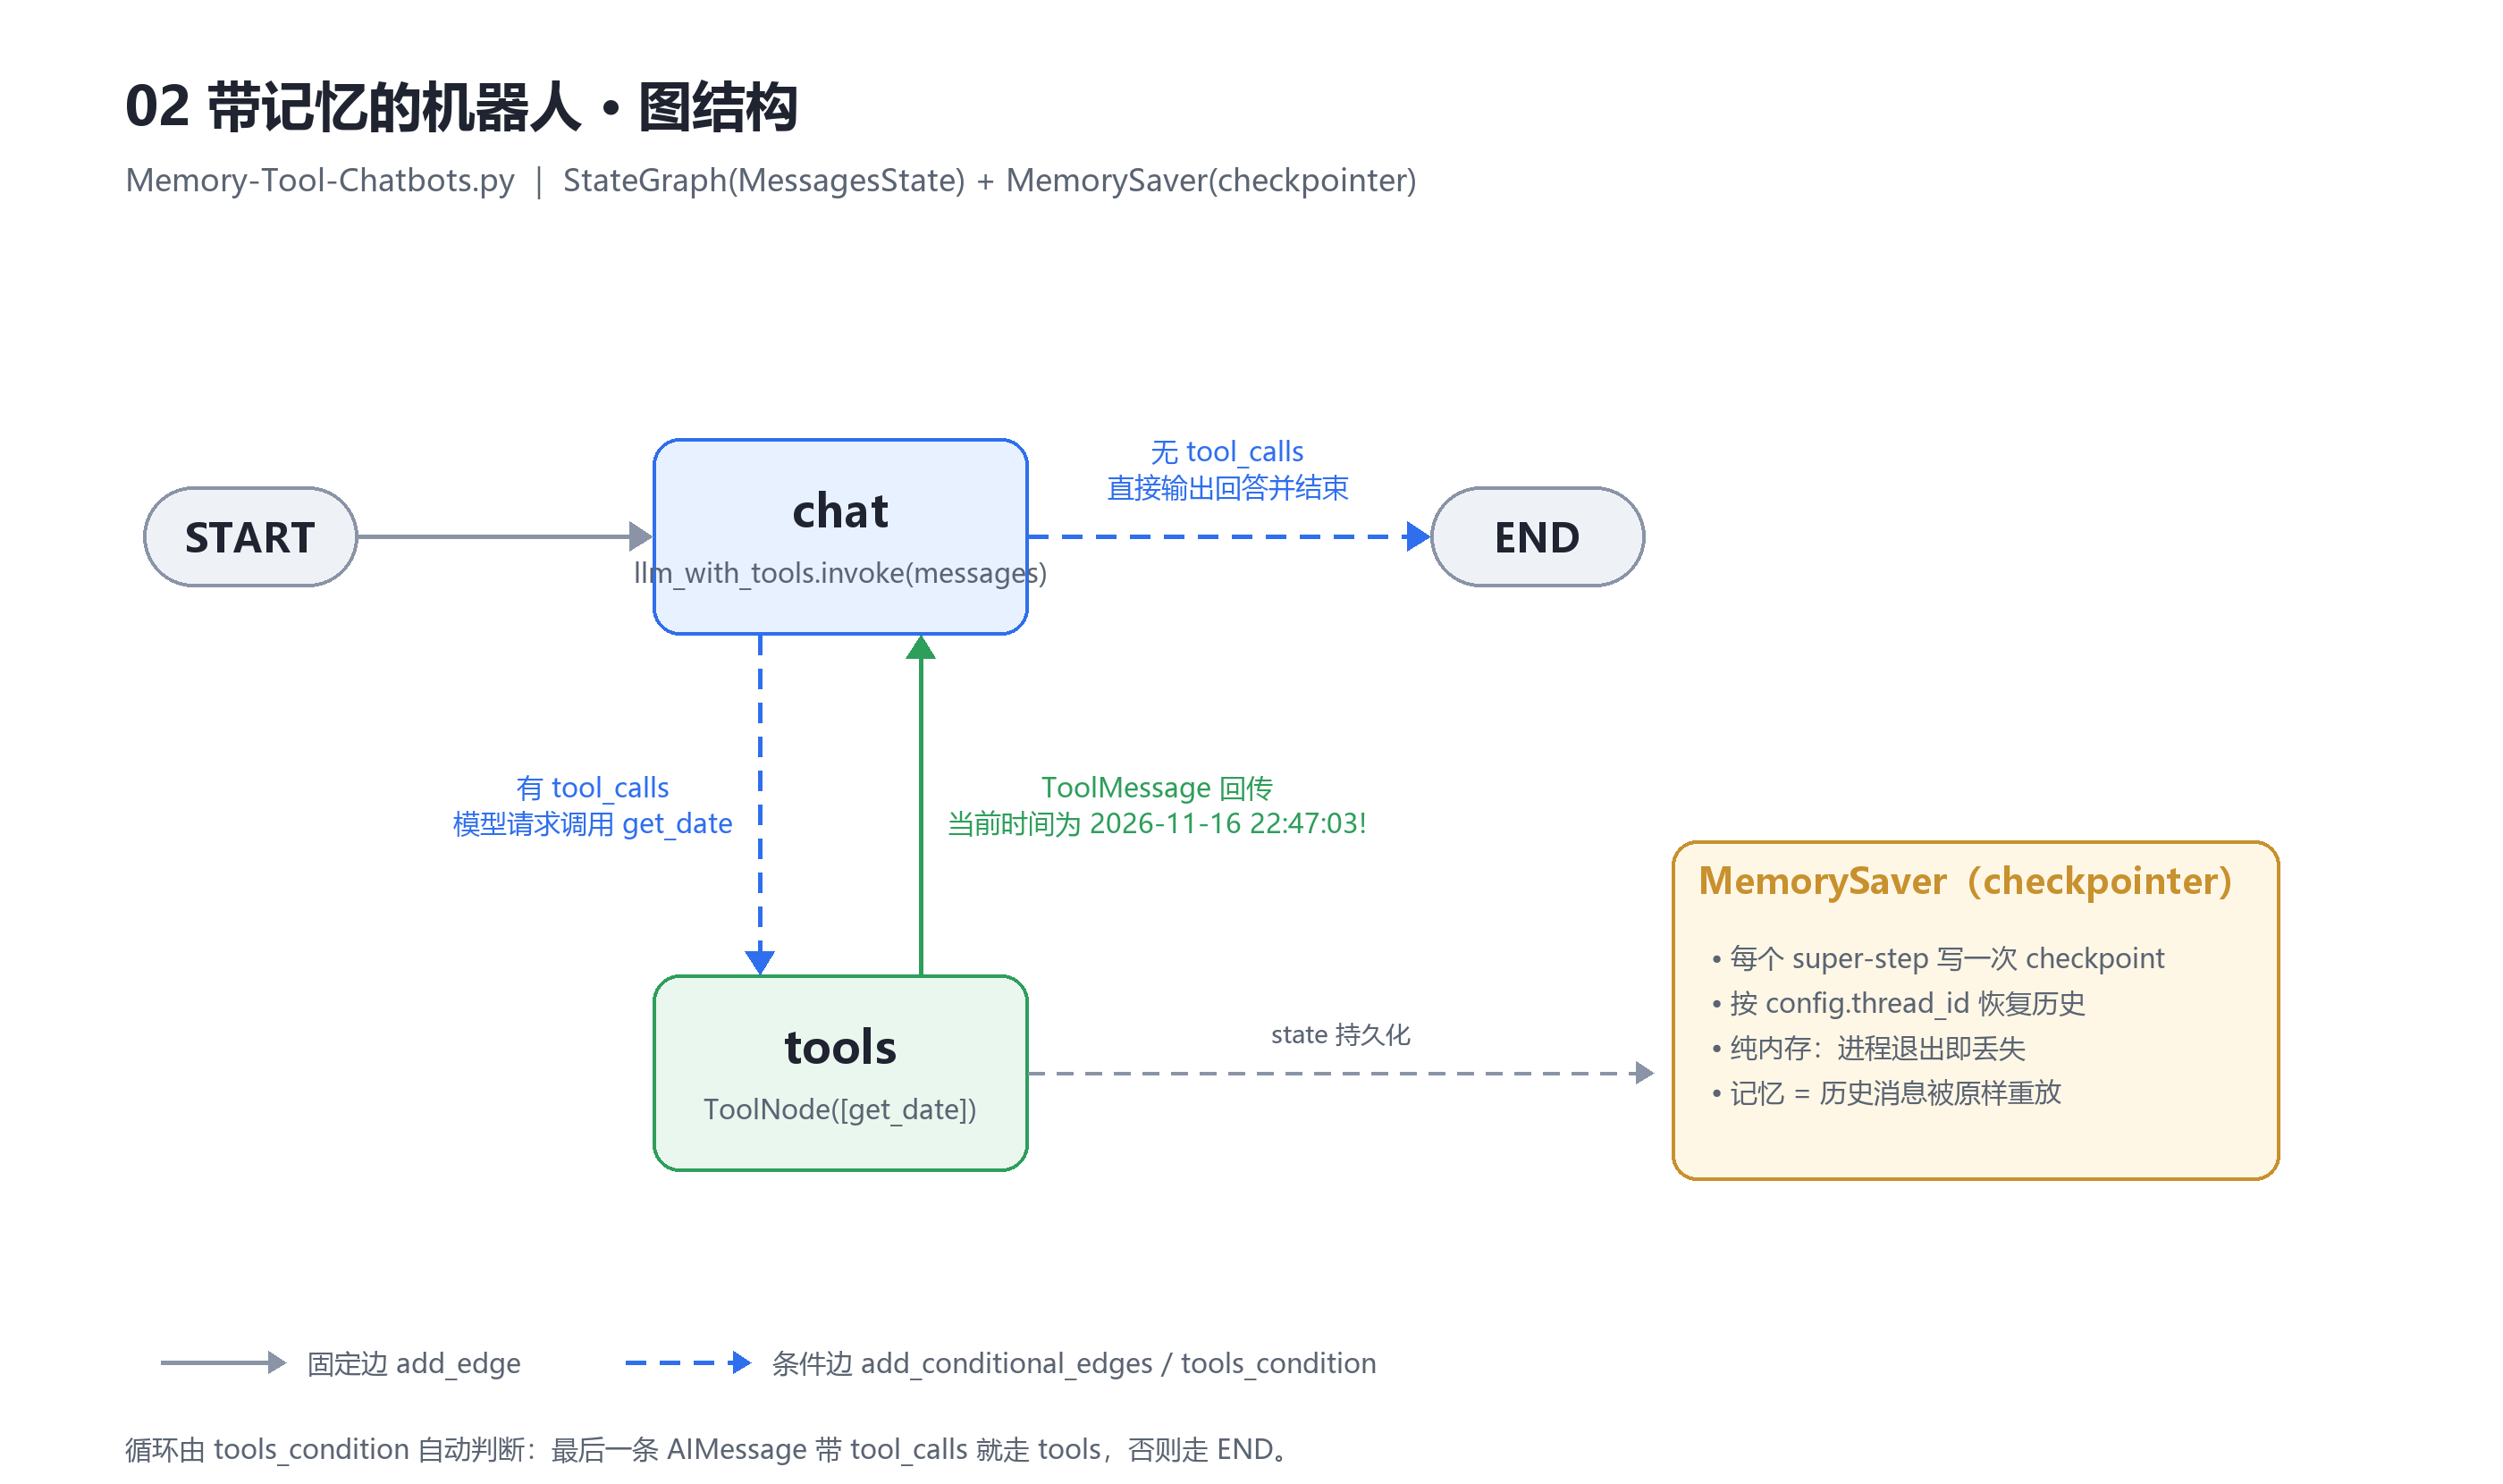 02 带记忆的机器人 · 图结构
Memory-Tool-Chatbots.py | StateGraph(MessagesState) + MemorySaver(checkpointer)
START
chat
llm_with_tools.invoke(messages)
无 tool_calls
直接输出回答并结束
END
有 tool_calls
模型请求调用 get_date
ToolMessage 回传
当前时间为 2026-11-16 22:47:03!
tools
ToolNode([get_date])
state 持久化
MemorySaver（checkpointer）
• 每个 super-step 写一次 checkpoint
• 按 config.thread_id 恢复历史
• 纯内存：进程退出即丢失
• 记忆 = 历史消息被原样重放
固定边 add_edge
条件边 add_conditional_edges / tools_condition
循环由 tools_condition 自动判断：最后一条 AIMessage 带 tool_calls 就走 tools，否则走 END。